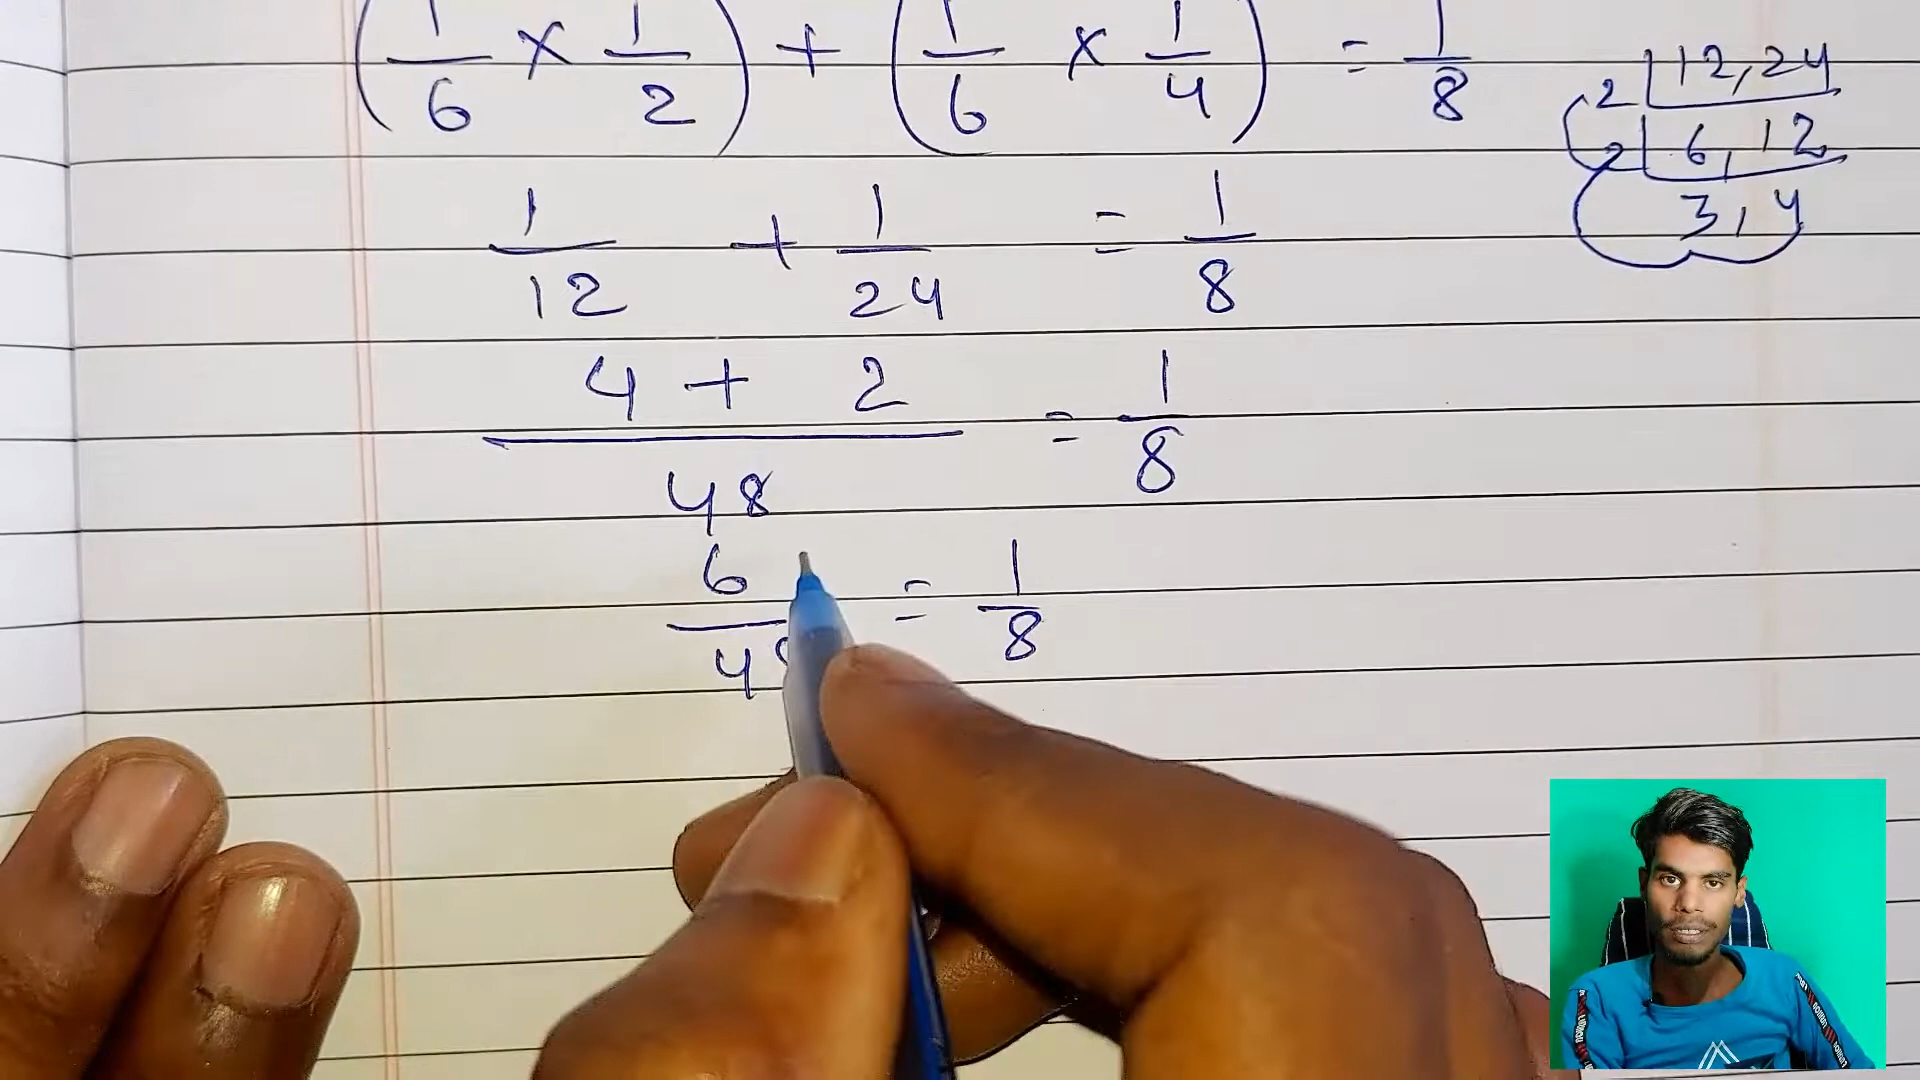 (1/6 × 1/2) + (1/6 × 1/4) = 1/8
1/12 + 1/24 = 1/8
4 + 2 / 48 = 1/8
6/48 = 1/8
2 | 12, 24
2 | 6, 12
3, 4